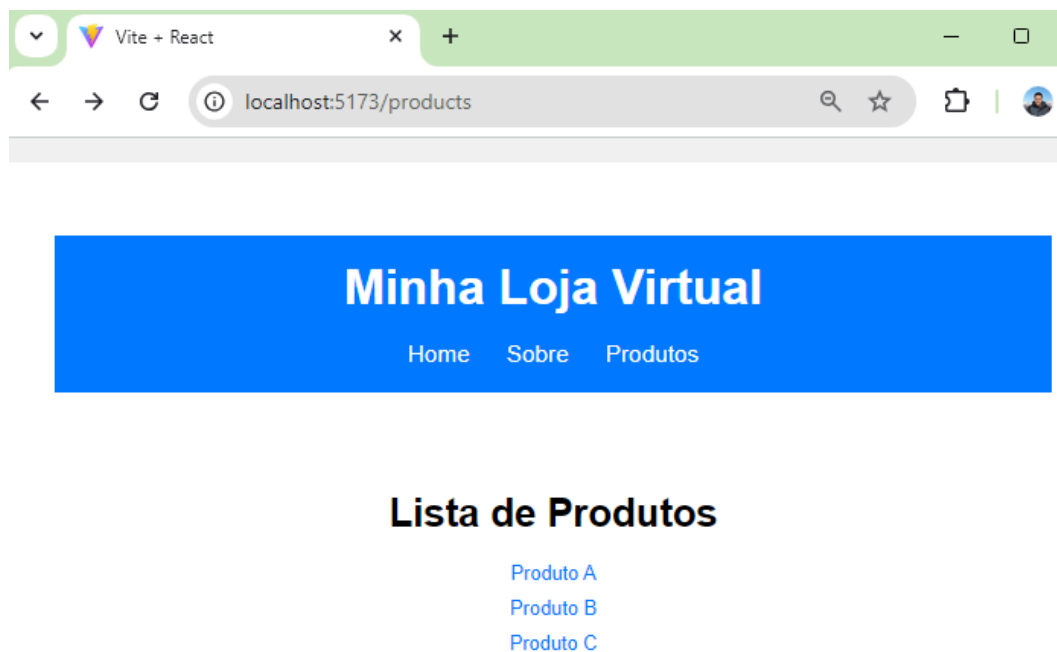 Vite + React
localhost:5173/products
Minha Loja Virtual
Home Sobre Produtos
Lista de Produtos
Produto A
Produto B
Produto C